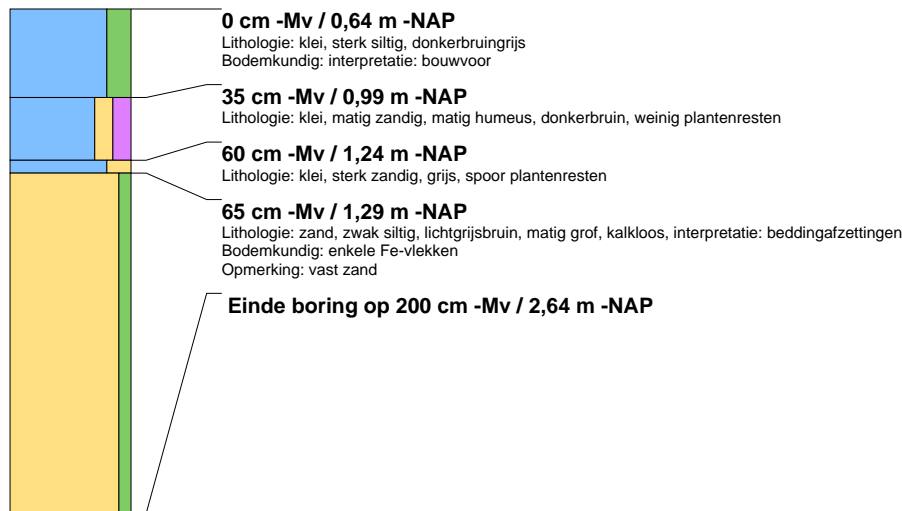 0 cm -Mv / 0,64 m -NAP
Lithologie: klei, sterk siltig, donkerbruingrijs
Bodemkundig: interpretatie: bouwvoor
35 cm -Mv / 0,99 m -NAP
Lithologie: klei, matig zandig, matig humeus, donkerbruin, weinig plantenresten
60 cm -Mv / 1,24 m -NAP
Lithologie: klei, sterk zandig, grijs, spoor plantenresten
65 cm -Mv / 1,29 m -NAP
Lithologie: zand, zwak siltig, lichtgrijsbruin, matig grof, kalkloos, interpretatie: beddingafzettingen
Bodemkundig: enkele Fe-vlekken
Opmerking: vast zand
Einde boring op 200 cm -Mv / 2,64 m -NAP